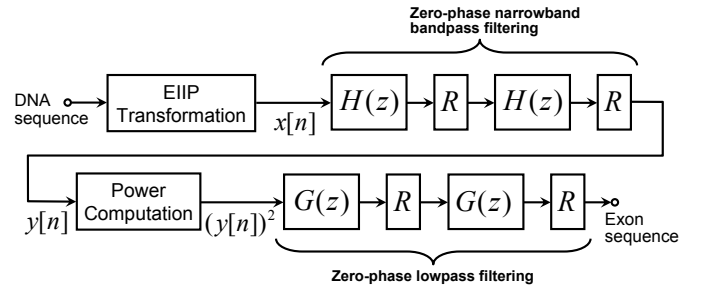 Zero-phase narrowband
bandpass filtering
DNA
sequence
EIIP
Transformation
x[n]
H(z)
R
H(z)
R
y[n]
Power
Computation
(y[n])²
G(z)
R
G(z)
R
Exon
sequence
Zero-phase lowpass filtering